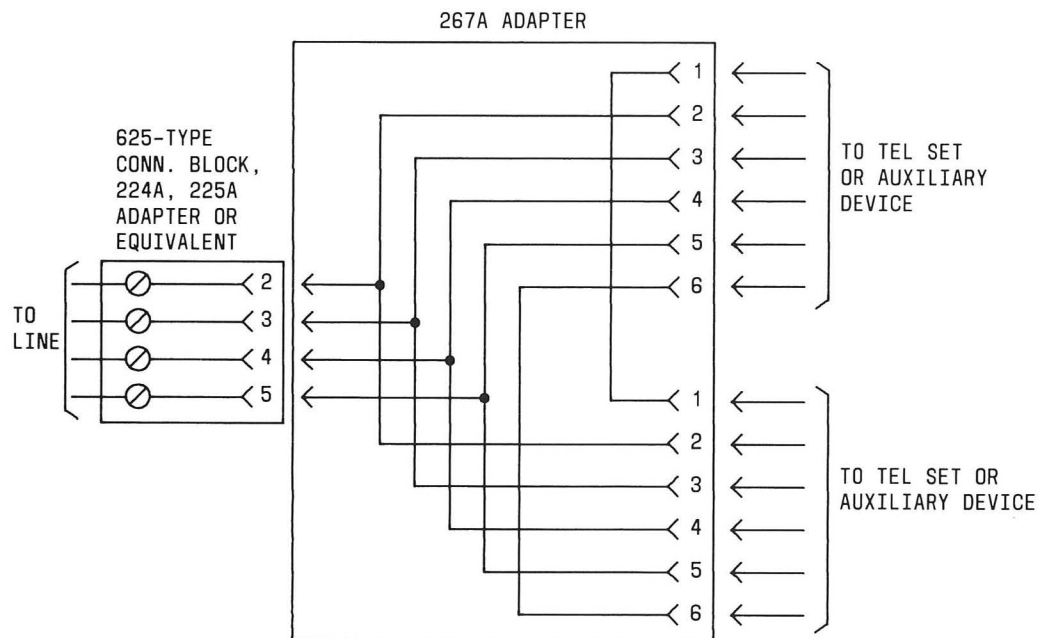 267A ADAPTER
625-TYPE
CONN. BLOCK,
224A, 225A
ADAPTER OR
EQUIVALENT
TO
LINE
2
3
4
5
1
2
3
4
5
6
TO TEL SET
OR AUXILIARY
DEVICE
1
2
3
4
5
6
TO TEL SET OR
AUXILIARY DEVICE